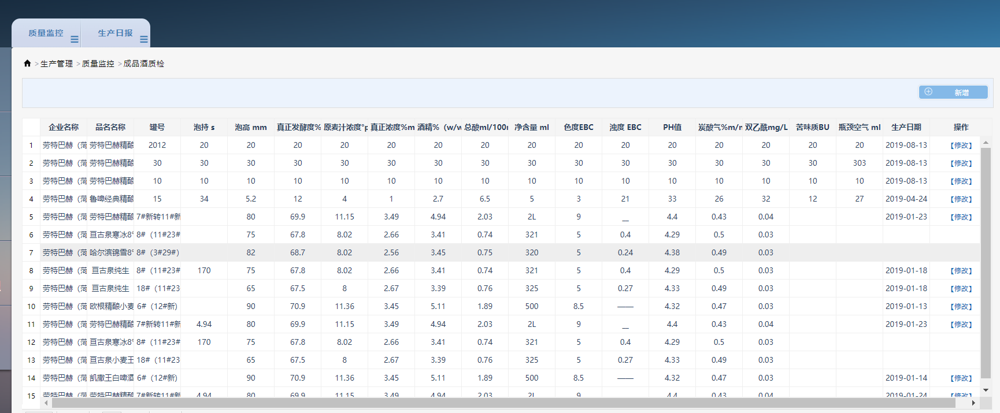 质量监控 生产日报
>生产管理 >质量监控 >成品酒质检
新增
企业名称 品名名称 罐号 泡持 s 泡高 mm 真正发酵度% 原麦汁浓度°p 真正浓度%m 酒精%（w/w 总酸ml/100m 净含量 ml 色度EBC 浊度 EBC PH值 炭酸气%m/m 双乙酰mg/L 苦味质BU 瓶颈空气 ml 生产日期 操作
1 劳特巴赫（菏 劳特巴赫精酿 2012 20 20 20 20 20 20 20 20 20 20 20 20 20 20 20 2019-08-13 【修改】
2 劳特巴赫（菏 劳特巴赫精酿 30 30 30 30 30 30 30 30 30 30 30 30 30 30 30 303 2019-08-13 【修改】
3 劳特巴赫（菏 劳特巴赫精酿 10 10 10 10 10 10 10 10 10 10 10 10 10 10 10 10 2019-08-13 【修改】
4 劳特巴赫（菏 鲁啤经典精酿 15 34 5.2 12 4 1 2.7 6.5 5 3 21 33 26 32 12 27 2019-04-24 【修改】
5 劳特巴赫（菏 劳特巴赫精酿 7#新转11#新 80 69.9 11.15 3.49 4.94 2.03 2L 9 __ 4.4 0.43 0.04 2019-01-23 【修改】
6 劳特巴赫（菏 亘古泉寒冰8° 8#（11#23# 75 67.8 8.02 2.66 3.41 0.74 321 5 0.4 4.29 0.5 0.03
7 劳特巴赫（菏 哈尔滨锦雪8° 8#（3#29#） 82 68.7 8.02 2.56 3.45 0.75 320 5 0.24 4.38 0.49 0.03
8 劳特巴赫（菏 亘古泉纯生 8#（11#23# 170 75 67.8 8.02 2.66 3.41 0.74 321 5 0.4 4.29 0.5 0.03 2019-01-18 【修改】
9 劳特巴赫（菏 亘古泉纯生 18#（11#23 65 67.5 8 2.67 3.39 0.76 325 5 0.27 4.33 0.49 0.03 2019-01-18 【修改】
10 劳特巴赫（菏 欧根精酿小麦 6#（12#新） 90 70.9 11.36 3.45 5.11 1.89 500 8.5 —— 4.32 0.47 0.03 2019-01-13 【修改】
11 劳特巴赫（菏 劳特巴赫精酿 7#新转11#新 4.94 80 69.9 11.15 3.49 4.94 2.03 2L 9 __ 4.4 0.43 0.04 2019-01-23 【修改】
12 劳特巴赫（菏 亘古泉寒冰8° 8#（11#23# 170 75 67.8 8.02 2.66 3.41 0.74 321 5 0.4 4.29 0.5 0.03
13 劳特巴赫（菏 亘古泉小麦王 18#（11#23 65 67.5 8 2.67 3.39 0.76 325 5 0.27 4.33 0.49 0.03
14 劳特巴赫（菏 凯撒王白啤酒 6#（12#新） 90 70.9 11.36 3.45 5.11 1.89 500 8.5 —— 4.32 0.47 0.03 2019-01-14 【修改】
15 劳特巴赫（菏 劳特巴赫精酿 7#新转11#新 4.94 80 69.9 11.15 3.49 4.94 2.03 2L 9 4.4 0.43 0.04 2019-01-24 【修改】